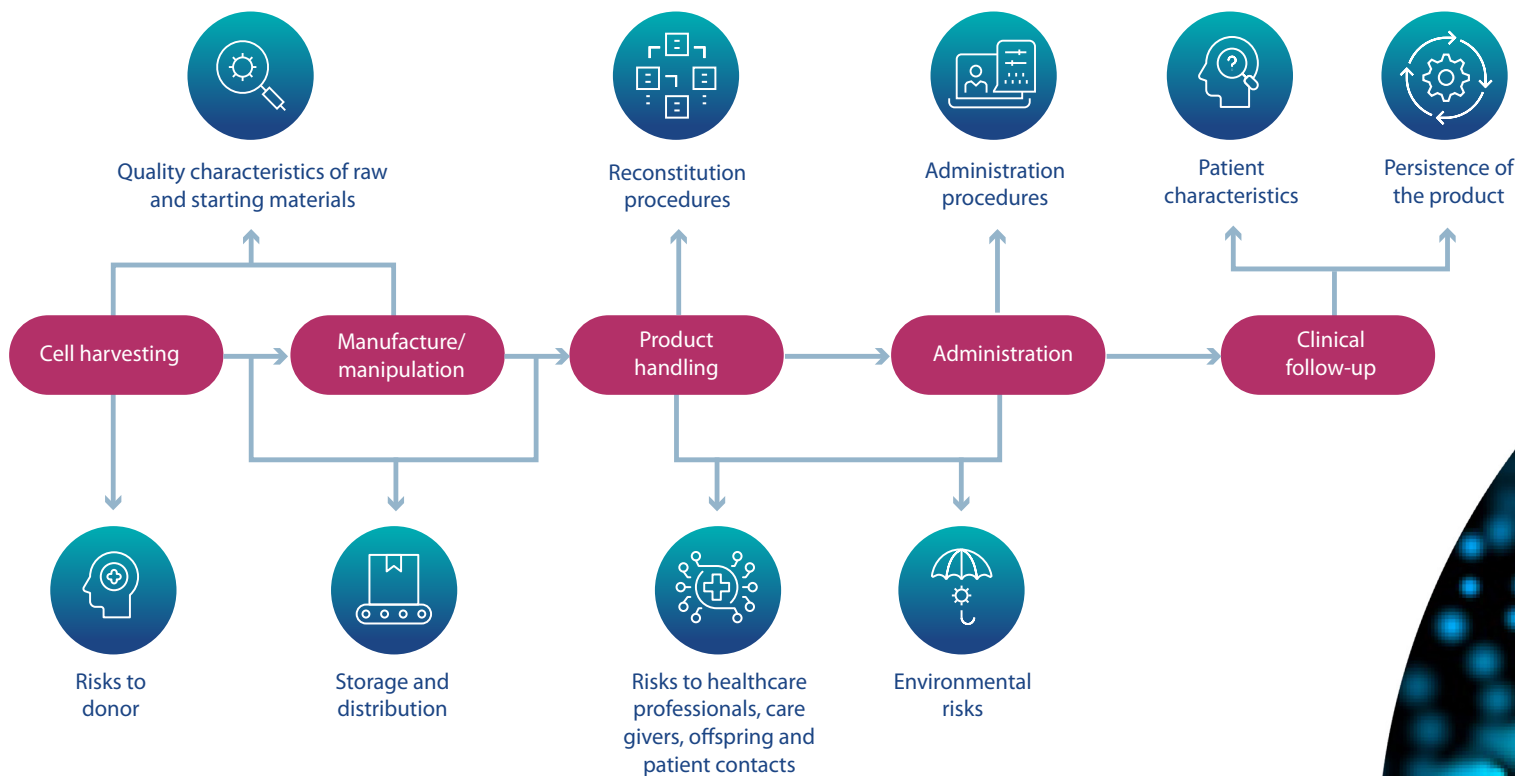 Quality characteristics of raw
and starting materials
Reconstitution
procedures
Administration
procedures
Patient
characteristics
Persistence of
the product
Cell harvesting
Manufacture/
manipulation
Product
handling
Administration
Clinical
follow-up
Risks to
donor
Storage and
distribution
Risks to healthcare
professionals, care
givers, offspring and
patient contacts
Environmental
risks